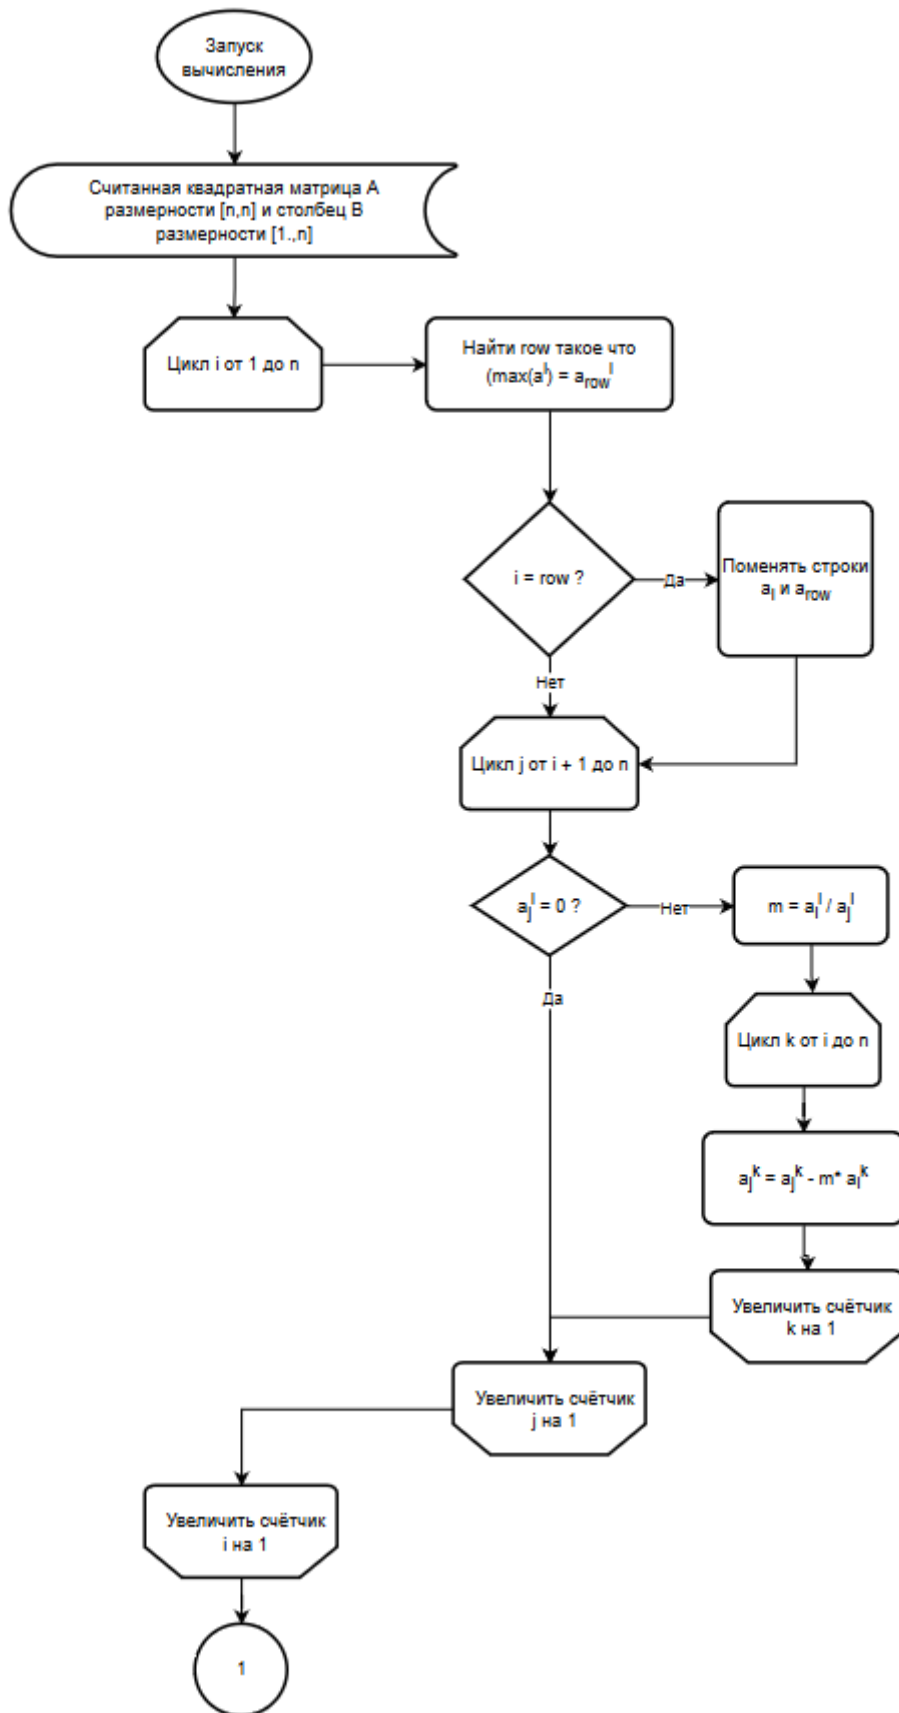 Запуск
вычисления
Считанная квадратная матрица A
размерности [n,n] и столбец B
размерности [1.,n]
Цикл i от 1 до n
Найти row такое что
(max(a^i) = a_row^i
i = row ?
Да
Поменять строки
a_i и a_row
Нет
Цикл j от i + 1 до n
a_j^i = 0 ?
Нет
m = a_i^i / a_j^i
Да
Цикл k от i до n
a_j^k = a_j^k - m* a_i^k
Увеличить счётчик
k на 1
Увеличить счётчик
j на 1
Увеличить счётчик
i на 1
1